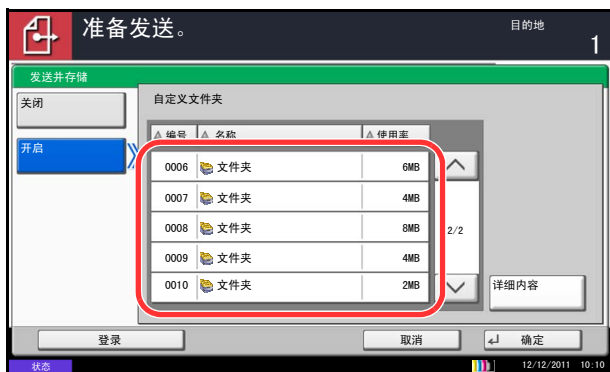 准备发送。
目的地
1
发送并存储
关闭
开启
自定义文件夹
编号 名称 使用率
0006 文件夹 6MB
0007 文件夹 4MB
0008 文件夹 8MB
0009 文件夹 4MB
0010 文件夹 2MB
2/2
详细内容
登录 取消 确定
状态 12/12/2011 10:10